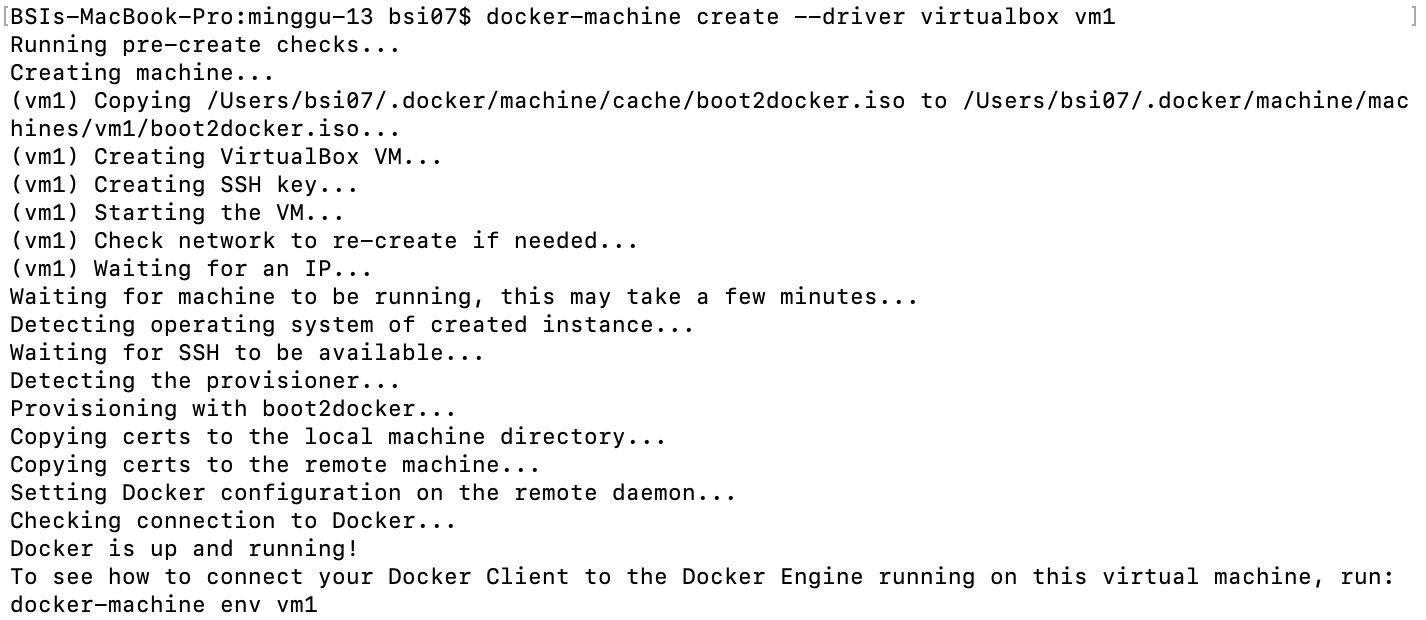 [BSIs-MacBook-Pro:minggu-13 bsi07$ docker-machine create --driver virtualbox vm1 ]
Running pre-create checks...
Creating machine...
(vm1) Copying /Users/bsi07/.docker/machine/cache/boot2docker.iso to /Users/bsi07/.docker/machine/mac
hines/vm1/boot2docker.iso...
(vm1) Creating VirtualBox VM...
(vm1) Creating SSH key...
(vm1) Starting the VM...
(vm1) Check network to re-create if needed...
(vm1) Waiting for an IP...
Waiting for machine to be running, this may take a few minutes...
Detecting operating system of created instance...
Waiting for SSH to be available...
Detecting the provisioner...
Provisioning with boot2docker...
Copying certs to the local machine directory...
Copying certs to the remote machine...
Setting Docker configuration on the remote daemon...
Checking connection to Docker...
Docker is up and running!
To see how to connect your Docker Client to the Docker Engine running on this virtual machine, run:
docker-machine env vm1